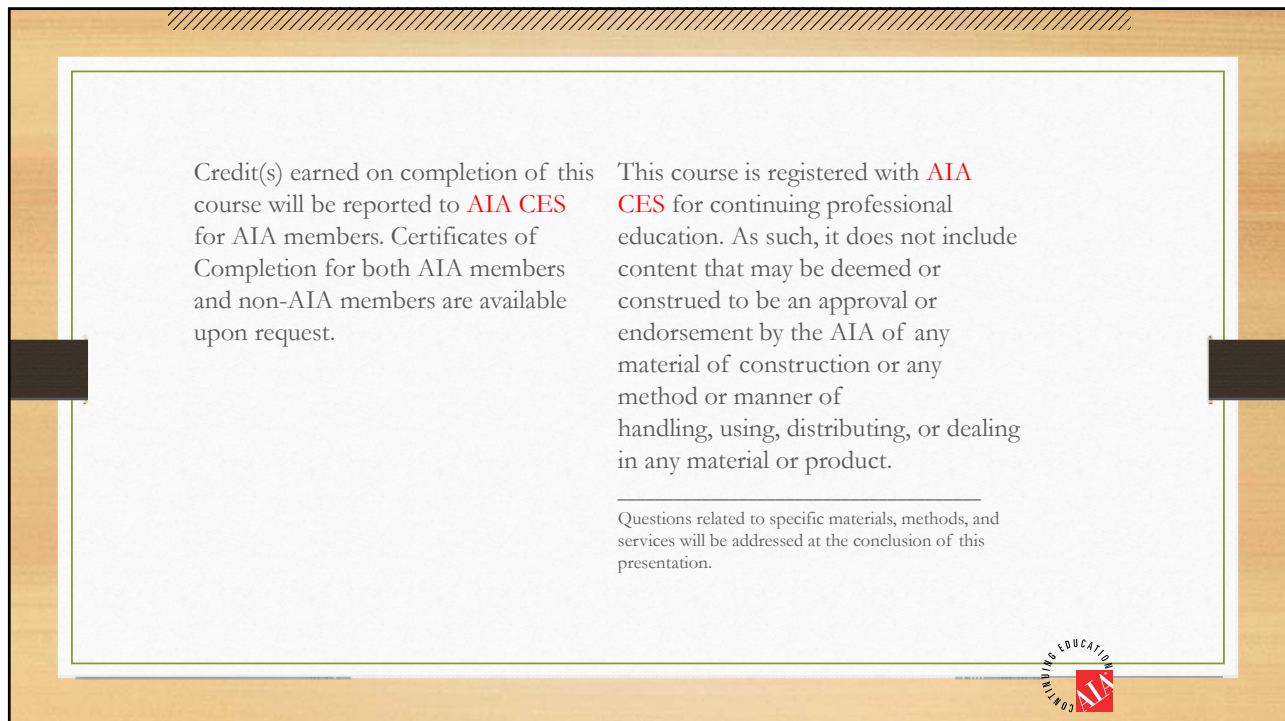 Credit(s) earned on completion of this
course will be reported to AIA CES
for AIA members. Certificates of
Completion for both AIA members
and non-AIA members are available
upon request.
This course is registered with AIA
CES for continuing professional
education. As such, it does not include
content that may be deemed or
construed to be an approval or
endorsement by the AIA of any
material of construction or any
method or manner of
handling, using, distributing, or dealing
in any material or product.
Questions related to specific materials, methods, and
services will be addressed at the conclusion of this
presentation.
CONTINUING EDUCATION
AIA